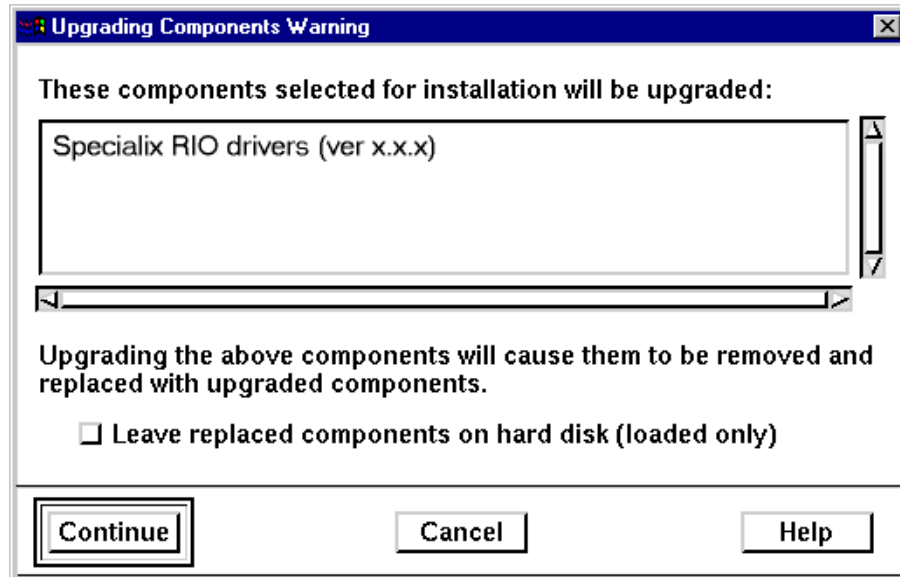 Upgrading Components Warning
These components selected for installation will be upgraded:
Specialix RIO drivers (ver x.x.x)
Upgrading the above components will cause them to be removed and
replaced with upgraded components.
Leave replaced components on hard disk (loaded only)
Continue
Cancel
Help